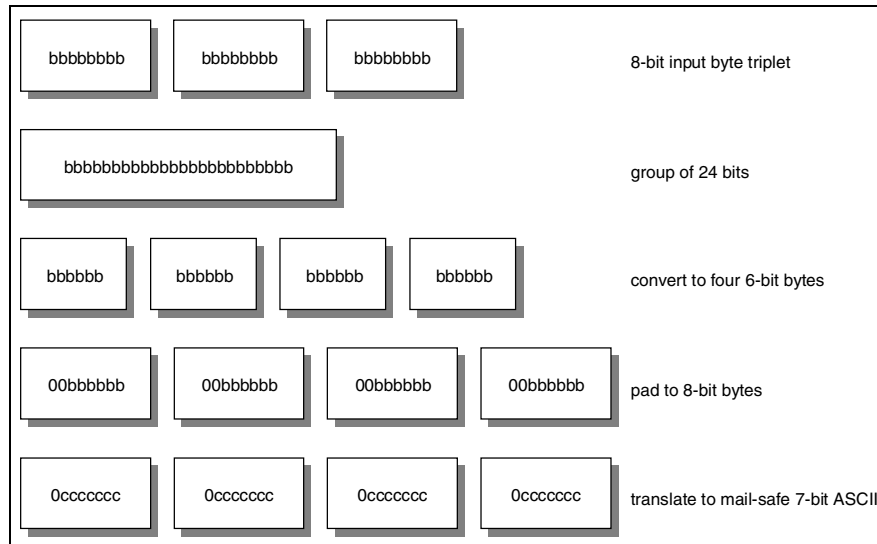 bbbbbbbb bbbbbbbb bbbbbbbb 8-bit input byte triplet
bbbbbbbbbbbbbbbbbbbbbbbb group of 24 bits
bbbbbb bbbbbb bbbbbb bbbbbb convert to four 6-bit bytes
00bbbbbb 00bbbbbb 00bbbbbb 00bbbbbb pad to 8-bit bytes
0ccccccc 0ccccccc 0ccccccc 0ccccccc translate to mail-safe 7-bit ASCII